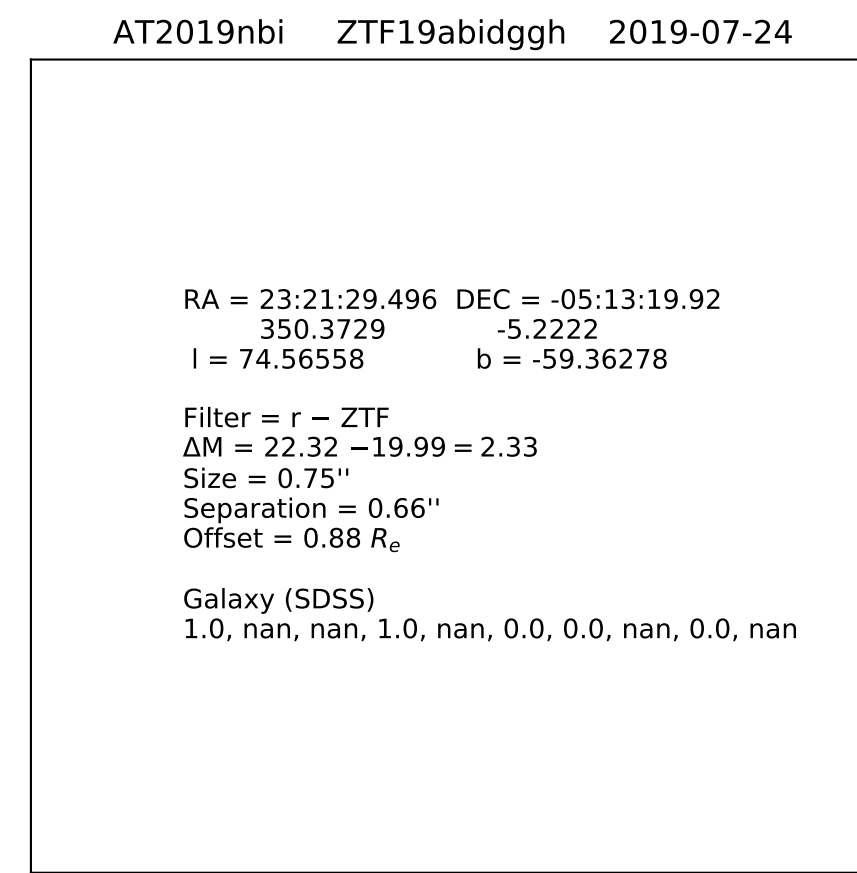 AT2019nbi ZTF19abidggh 2019-07-24
RA = 23:21:29.496 DEC = -05:13:19.92
350.3729 -5.2222
l = 74.56558 b = -59.36278
Filter = r − ZTF
ΔM = 22.32 −19.99 = 2.33
Size = 0.75''
Separation = 0.66''
Offset = 0.88 Rₑ
Galaxy (SDSS)
1.0, nan, nan, 1.0, nan, 0.0, 0.0, nan, 0.0, nan